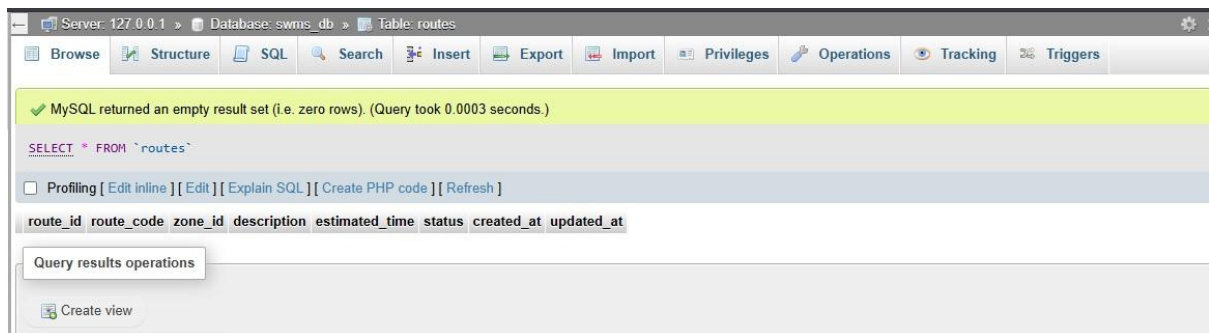 Server: 127.0.0.1 » Database: swms_db » Table: routes
Browse Structure SQL Search Insert Export Import Privileges Operations Tracking Triggers
MySQL returned an empty result set (i.e. zero rows). (Query took 0.0003 seconds.)
SELECT * FROM `routes`
Profiling [ Edit inline ] [ Edit ] [ Explain SQL ] [ Create PHP code ] [ Refresh ]
route_id route_code zone_id description estimated_time status created_at updated_at
Query results operations
Create view